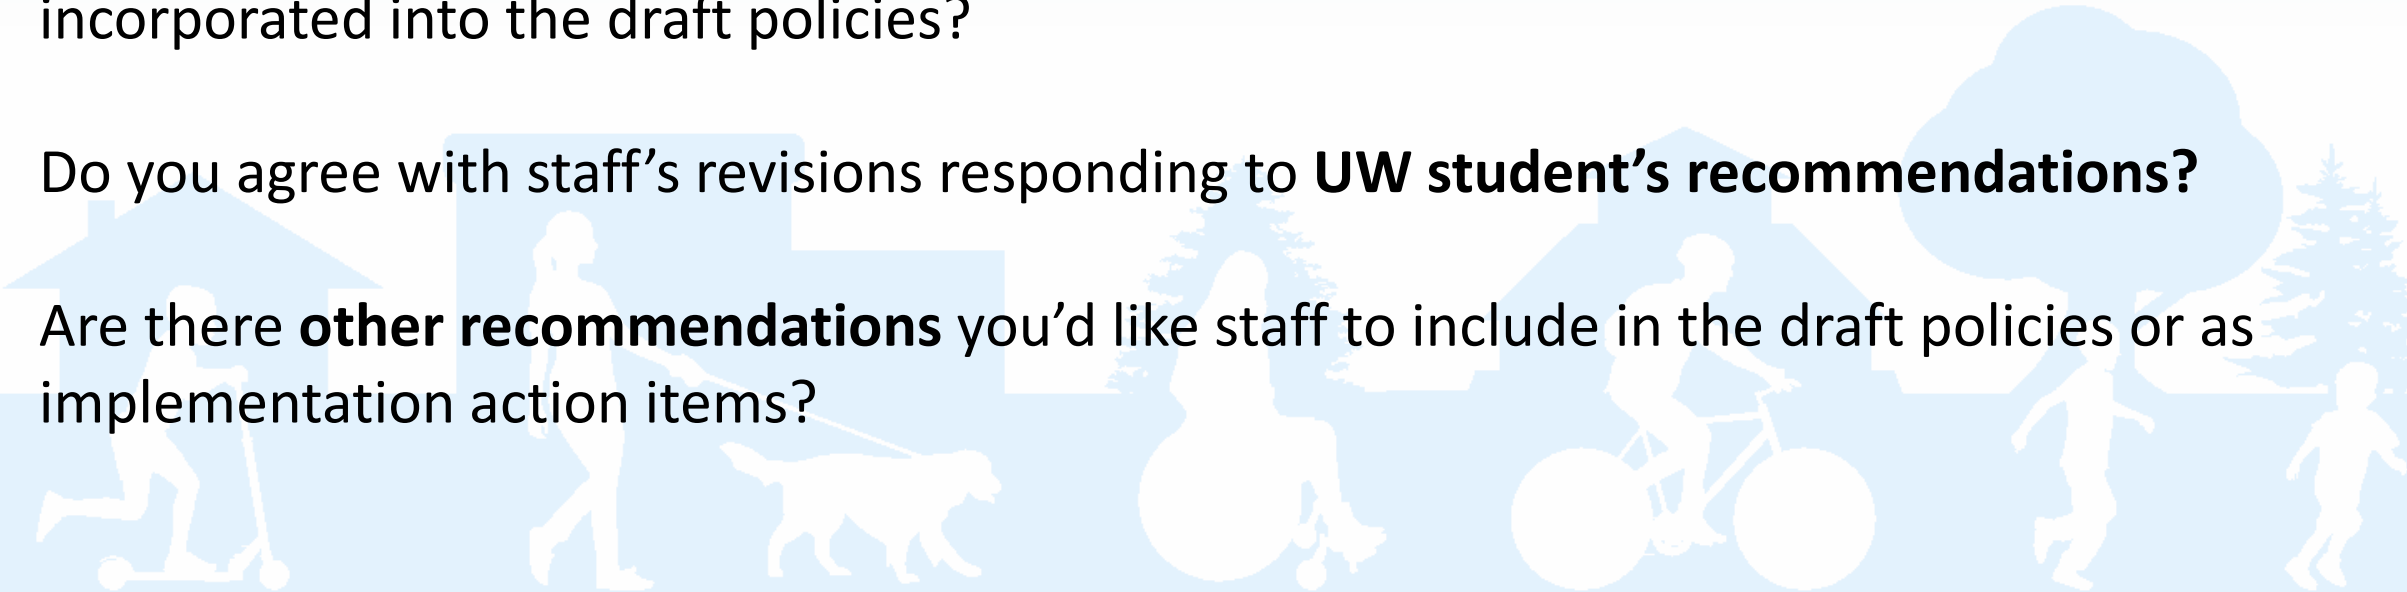 incorporated into the draft policies?
Do you agree with staff’s revisions responding to UW student’s recommendations?
Are there other recommendations you’d like staff to include in the draft policies or as
implementation action items?